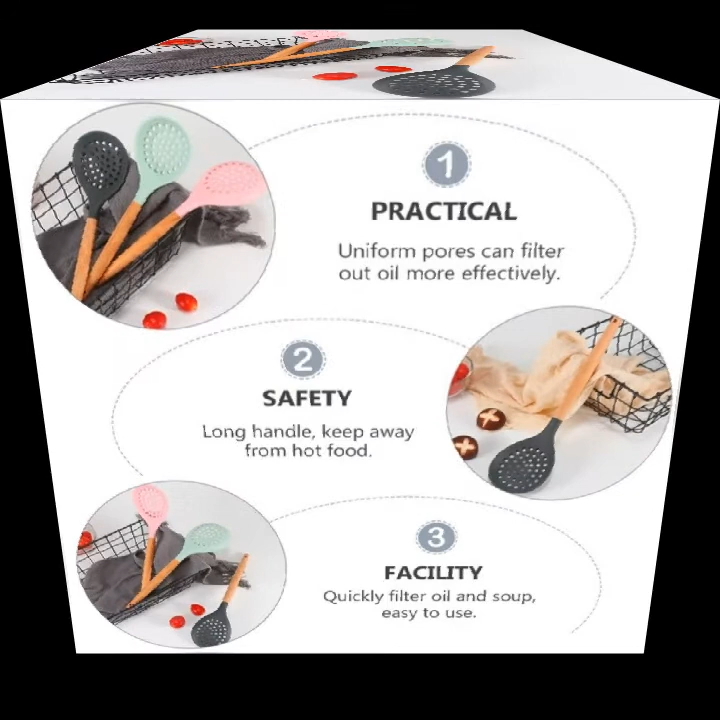 1
PRACTICAL
Uniform pores can filter
out oil more effectively.
2
SAFETY
Long handle, keep away
from hot food.
3
FACILITY
Quickly filter oil and soup,
easy to use.